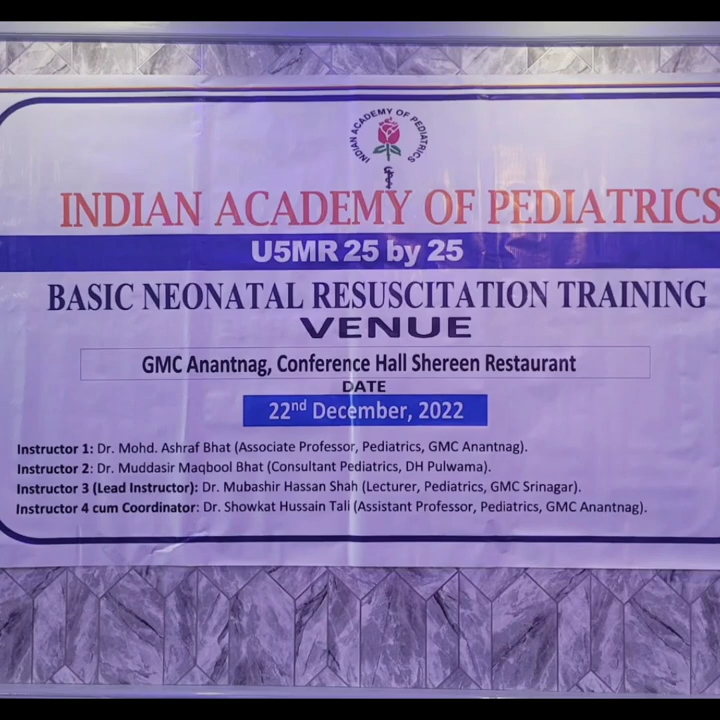 INDIAN ACADEMY OF PEDIATRICS
INDIAN ACADEMY OF PEDIATRICS
U5MR 25 by 25
BASIC NEONATAL RESUSCITATION TRAINING
VENUE
GMC Anantnag, Conference Hall Shereen Restaurant
DATE
22nd December, 2022
Instructor 1: Dr. Mohd. Ashraf Bhat (Associate Professor, Pediatrics, GMC Anantnag).
Instructor 2: Dr. Muddasir Maqbool Bhat (Consultant Pediatrics, DH Pulwama).
Instructor 3 (Lead Instructor): Dr. Mubashir Hassan Shah (Lecturer, Pediatrics, GMC Srinagar).
Instructor 4 cum Coordinator: Dr. Showkat Hussain Tali (Assistant Professor, Pediatrics, GMC Anantnag).